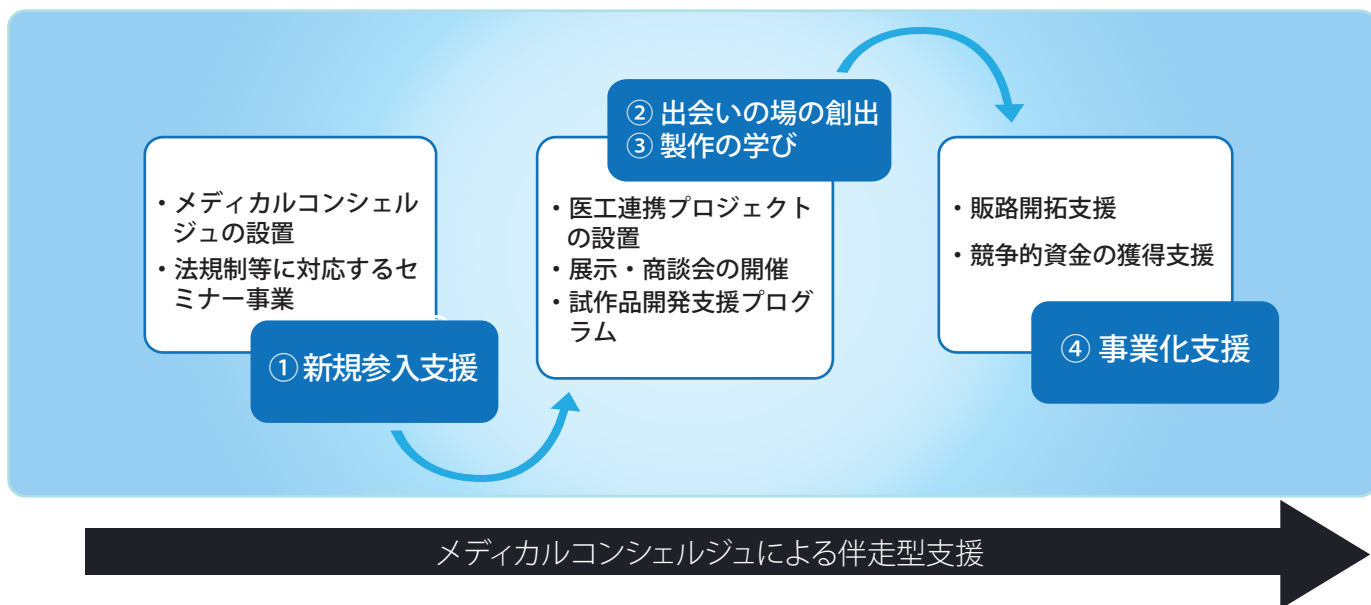 ・メディカルコンシェル
ジュの設置
・法規制等に対応するセ
ミナー事業
①新規参入支援
② 出会いの場の創出
③ 製作の学び
・医工連携プロジェクト
の設置
・展示・商談会の開催
・試作品開発支援プログ
ラム
・販路開拓支援
・競争的資金の獲得支援
④ 事業化支援
メディカルコンシェルジュによる伴走型支援